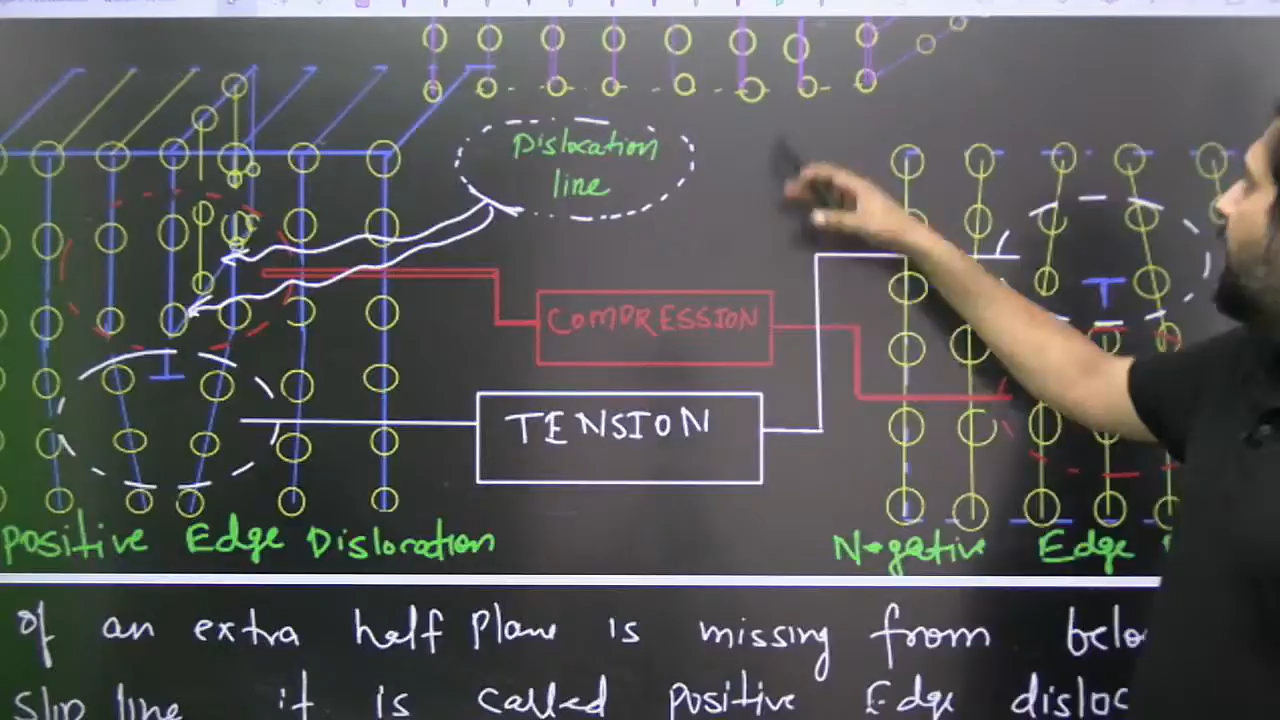 Dislocation
line
COMPRESSION
TENSION
Positive Edge Dislocation
Negative Edge
of an extra half plane is missing from belo
slip line it is called positive Edge disloc